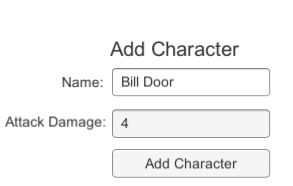 Add Character
Name: Bill Door
Attack Damage: 4
Add Character